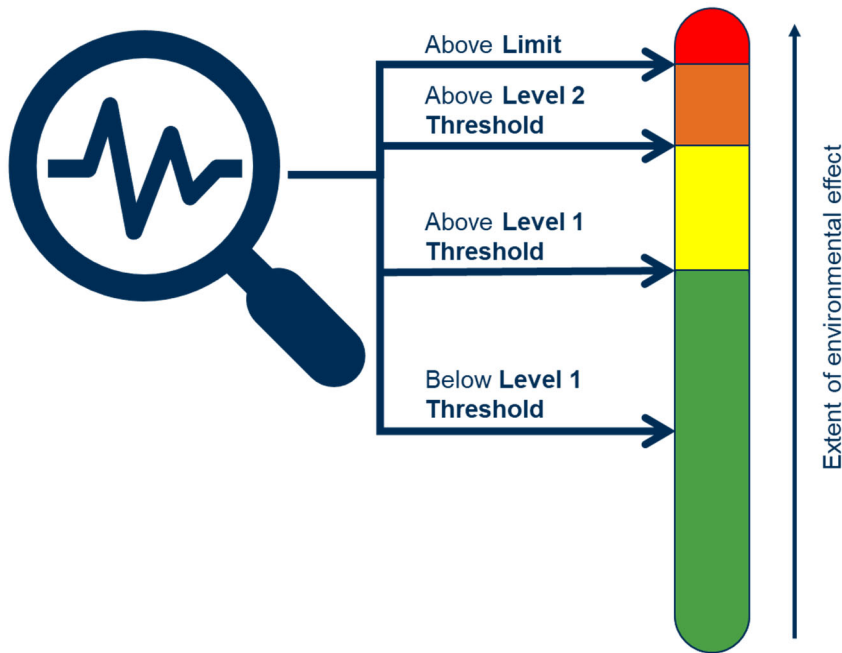 Above Limit
Above Level 2
Threshold
Above Level 1
Threshold
Below Level 1
Threshold
Extent of environmental effect